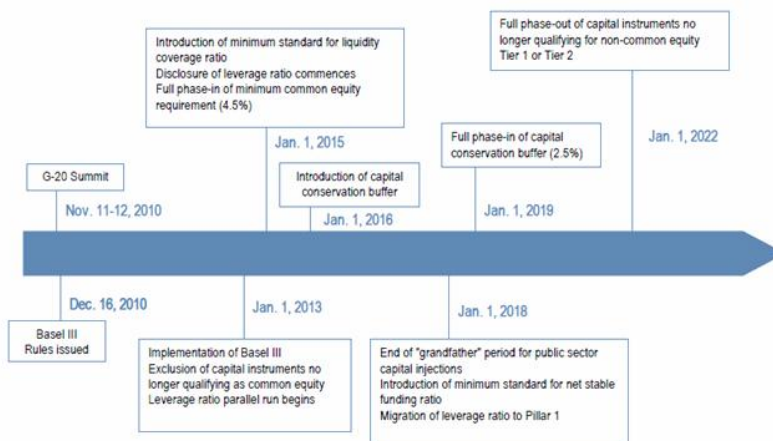 Introduction of minimum standard for liquidity
coverage ratio
Disclosure of leverage ratio commences
Full phase-in of minimum common equity
requirement (4.5%)
Jan. 1, 2015
Full phase-out of capital instruments no
longer qualifying for non-common equity
Tier 1 or Tier 2
Jan. 1, 2022
G-20 Summit
Nov. 11-12, 2010
Introduction of capital
conservation buffer
Jan. 1, 2016
Full phase-in of capital
conservation buffer (2.5%)
Jan. 1, 2019
Dec. 16, 2010
Basel III
Rules issued
Jan. 1, 2013
Implementation of Basel III
Exclusion of capital instruments no
longer qualifying as common equity
Leverage ratio parallel run begins
Jan. 1, 2018
End of "grandfather" period for public sector
capital injections
Introduction of minimum standard for net stable
funding ratio
Migration of leverage ratio to Pillar 1